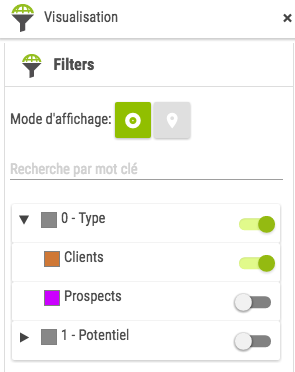 Visualisation
Filters
Mode d'affichage:
Recherche par mot clé
0 - Type
Clients
Prospects
1 - Potentiel